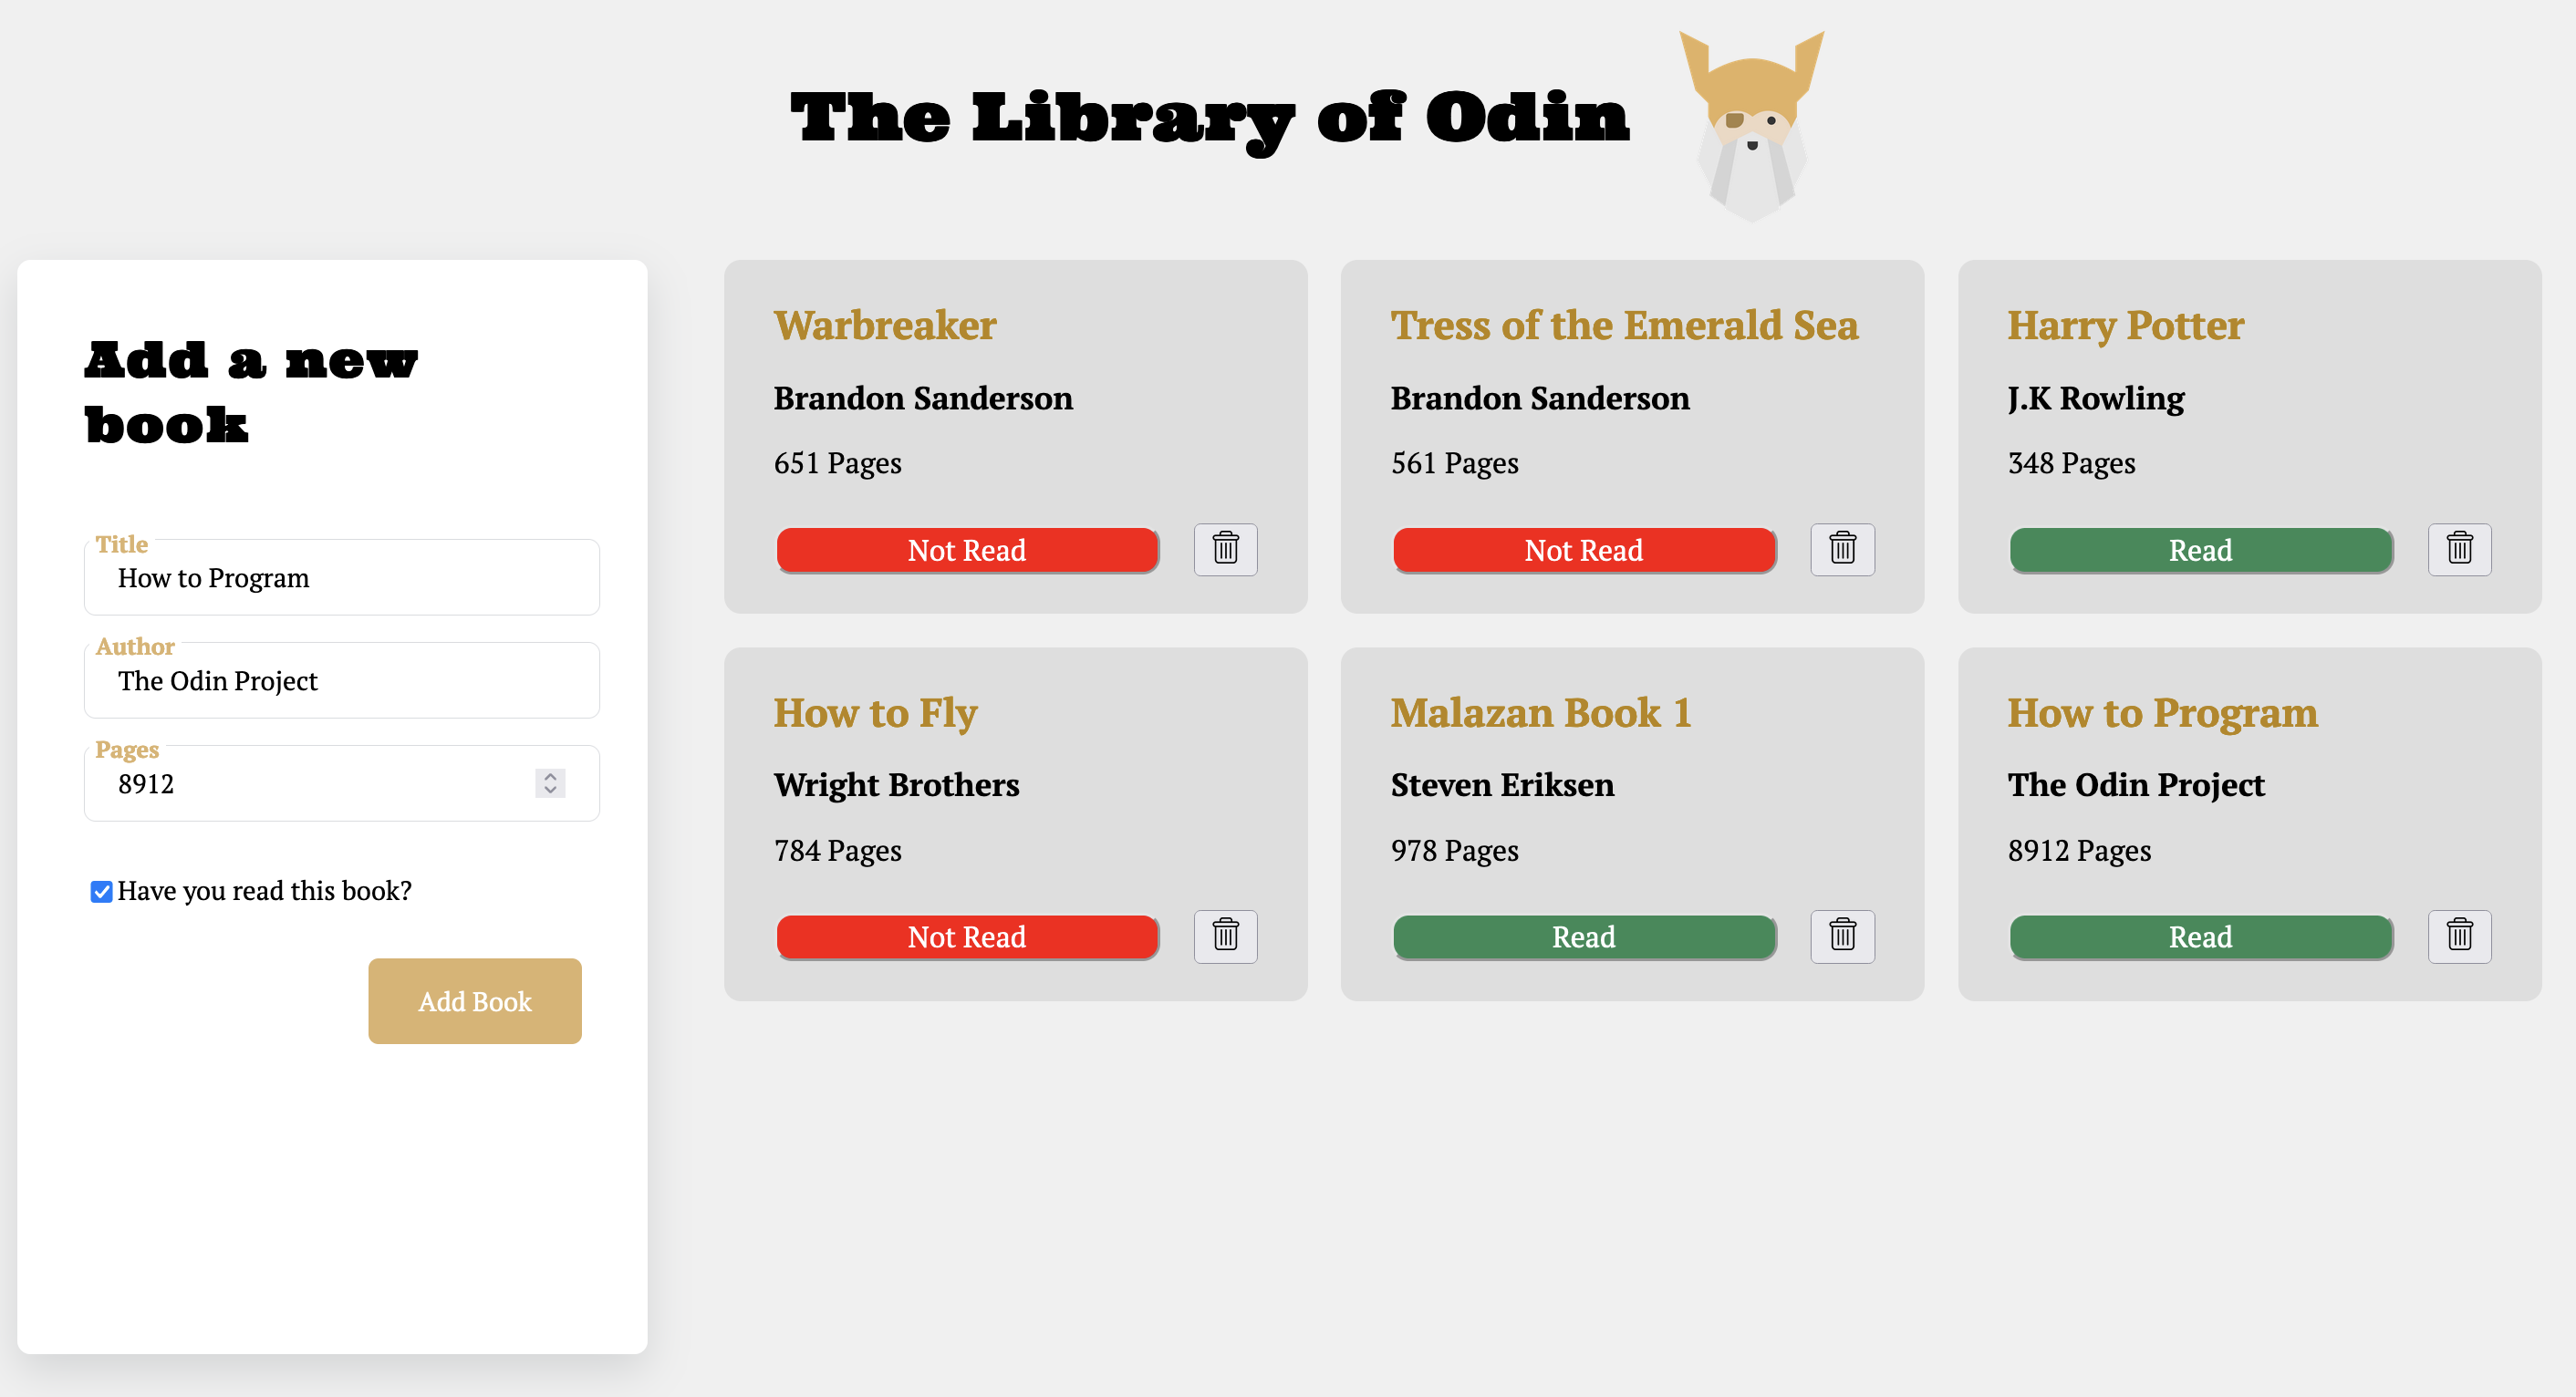 The Library of Odin
Add a new
book
Title
How to Program
Author
The Odin Project
Pages
8912
Have you read this book?
Add Book
Warbreaker
Brandon Sanderson
651 Pages
Not Read
Tress of the Emerald Sea
Brandon Sanderson
561 Pages
Not Read
Harry Potter
J.K Rowling
348 Pages
Read
How to Fly
Wright Brothers
784 Pages
Not Read
Malazan Book 1
Steven Eriksen
978 Pages
Read
How to Program
The Odin Project
8912 Pages
Read